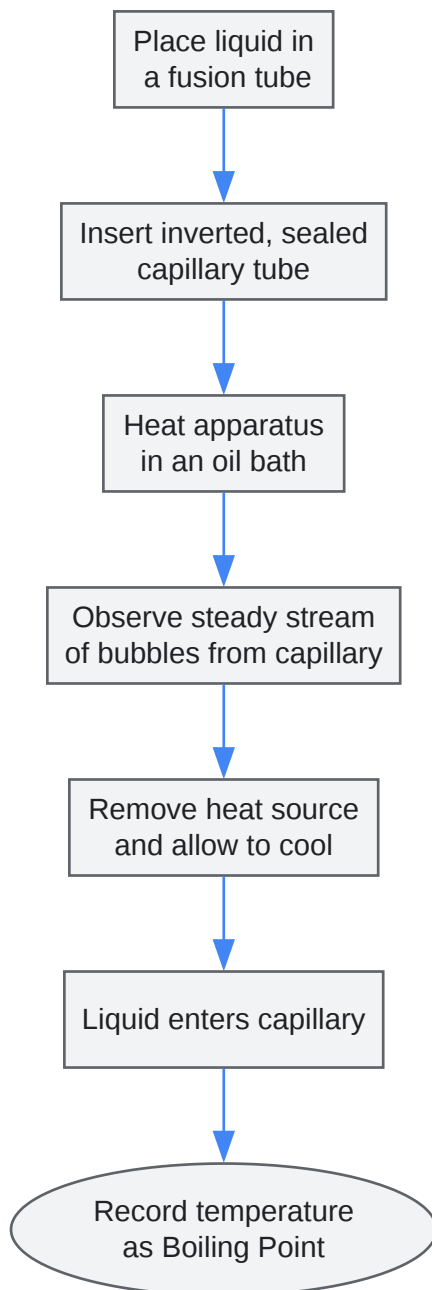 Place liquid in
a fusion tube
Insert inverted, sealed
capillary tube
Heat apparatus
in an oil bath
Observe steady stream
of bubbles from capillary
Remove heat source
and allow to cool
Liquid enters capillary
Record temperature
as Boiling Point